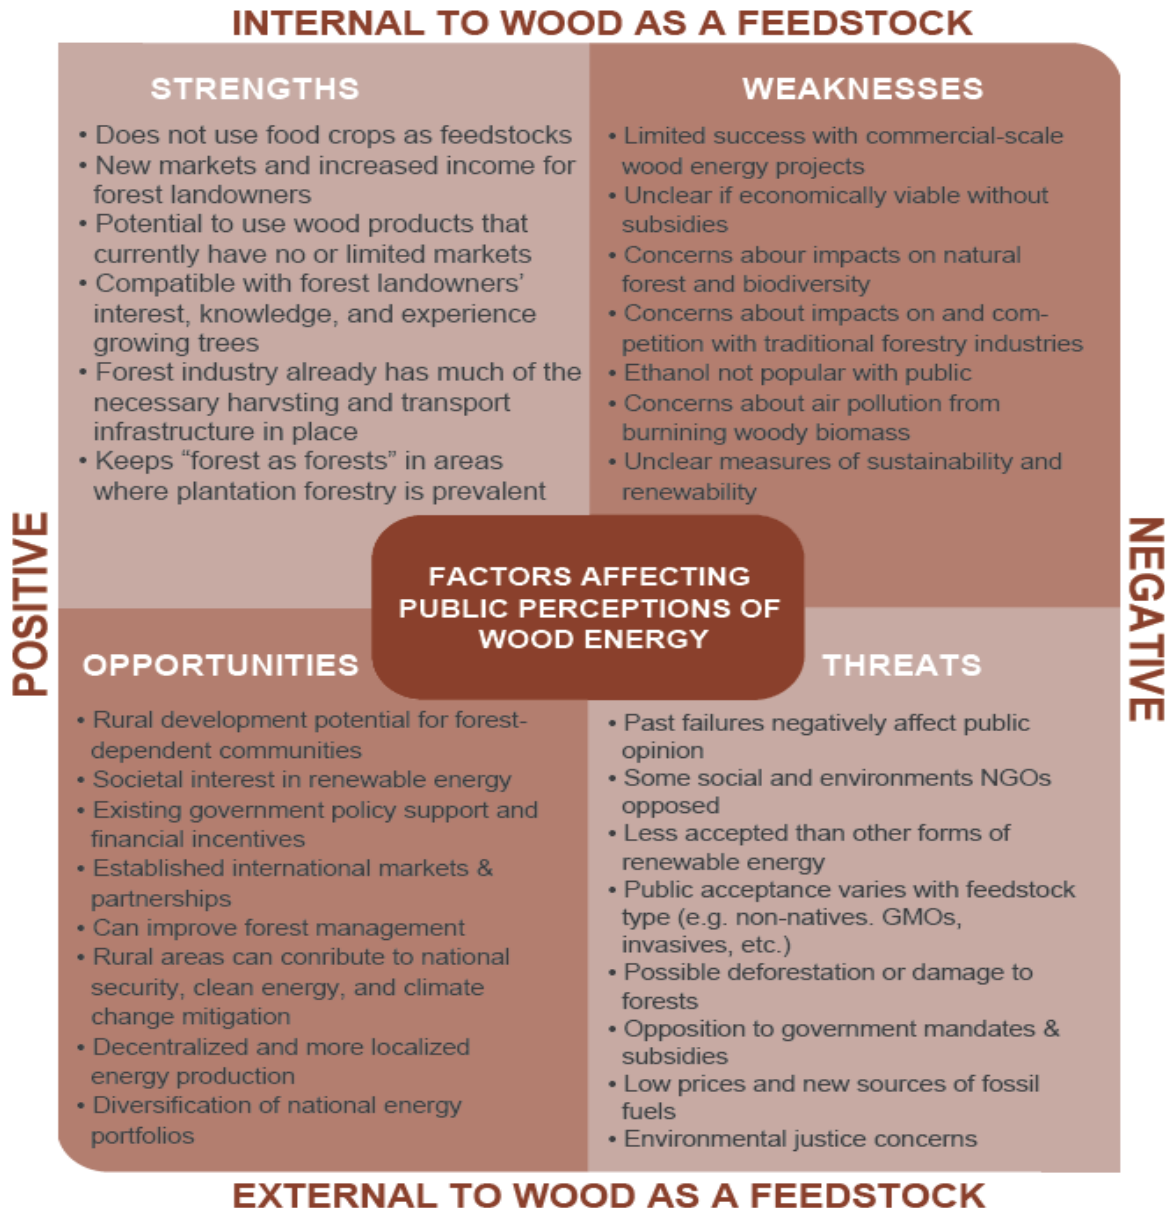 INTERNAL TO WOOD AS A FEEDSTOCK
STRENGTHS
• Does not use food crops as feedstocks
• New markets and increased income for
forest landowners
• Potential to use wood products that
currently have no or limited markets
• Compatible with forest landowners'
interest, knowledge, and experience
growing trees
• Forest industry already has much of the
necessary harvsting and transport
infrastructure in place
• Keeps “forest as forests” in areas
where plantation forestry is prevalent
WEAKNESSES
• Limited success with commercial-scale
wood energy projects
• Unclear if economically viable without
subsidies
• Concerns abour impacts on natural
forest and biodiversity
• Concerns about impacts on and com-
petition with traditional forestry industries
• Ethanol not popular with public
• Concerns about air pollution from
burnining woody biomass
• Unclear measures of sustainability and
renewability
POSITIVE
FACTORS AFFECTING
PUBLIC PERCEPTIONS OF
WOOD ENERGY
NEGATIVE
OPPORTUNITIES
• Rural development potential for forest-
dependent communities
• Societal interest in renewable energy
• Existing government policy support and
financial incentives
• Established international markets &
partnerships
• Can improve forest management
• Rural areas can conribute to national
security, clean energy, and climate
change mitigation
• Decentralized and more localized
energy production
• Diversification of national energy
portfolios
THREATS
• Past failures negatively affect public
opinion
• Some social and environments NGOs
opposed
• Less accepted than other forms of
renewable energy
• Public acceptance varies with feedstock
type (e.g. non-natives. GMOs,
invasives, etc.)
• Possible deforestation or damage to
forests
• Opposition to government mandates &
subsidies
• Low prices and new sources of fossil
fuels
• Environmental justice concerns
EXTERNAL TO WOOD AS A FEEDSTOCK